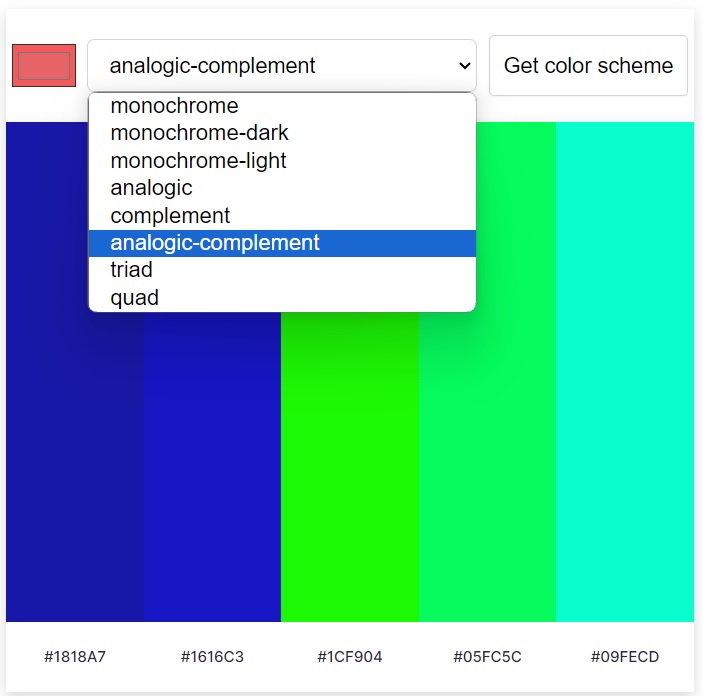 analogic-complement
Get color scheme
monochrome
monochrome-dark
monochrome-light
analogic
complement
analogic-complement
triad
quad
#1818A7
#1616C3
#1CF904
#05FC5C
#09FECD